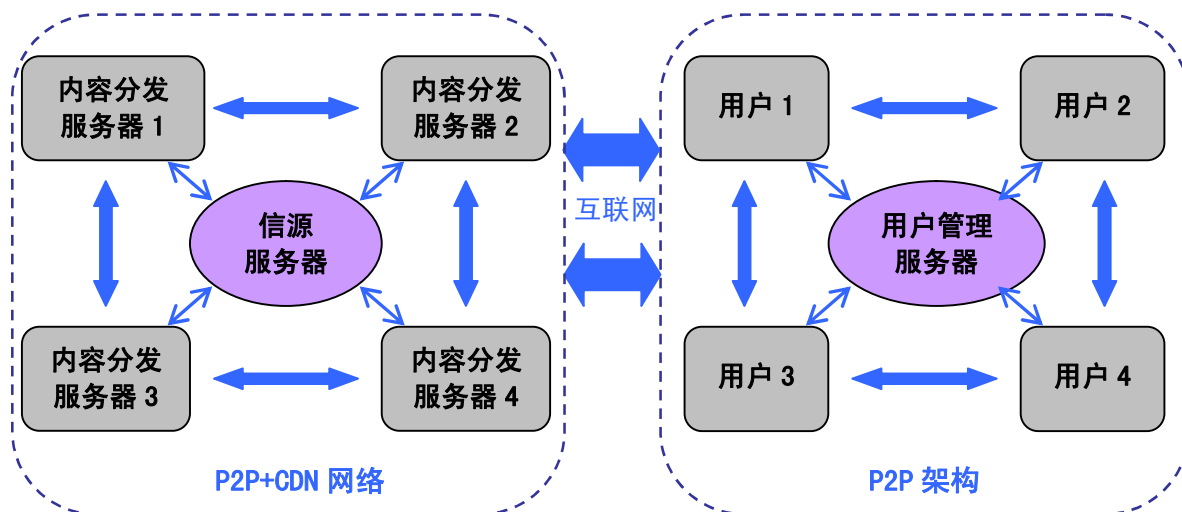 内容分发
服务器 1
内容分发
服务器 2
信源
服务器
内容分发
服务器 3
内容分发
服务器 4
P2P+CDN 网络
互联网
用户 1
用户 2
用户管理
服务器
用户 3
用户 4
P2P 架构